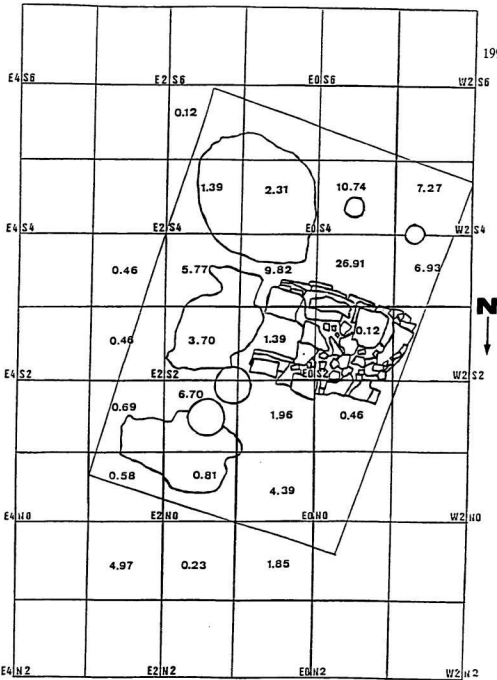 199
E4 S6 E2 S6 E0 S6 W2 S6
0.12
1.39 2.31 10.74 7.27
E4 S4 E2 S4 E0 S4 W2 S4
0.46 5.77 9.82 26.91 6.93
N
0.46 3.70 1.39 0.12
E4 S2 E2 S2 E0 S2 W2 S2
0.69 6.70 1.96 0.46
0.58 0.81 4.39
E4 N0 E2 N0 E0 N0 W2 N0
4.97 0.23 1.85
E4 N2 E2 N2 E0 N2 W2 N2